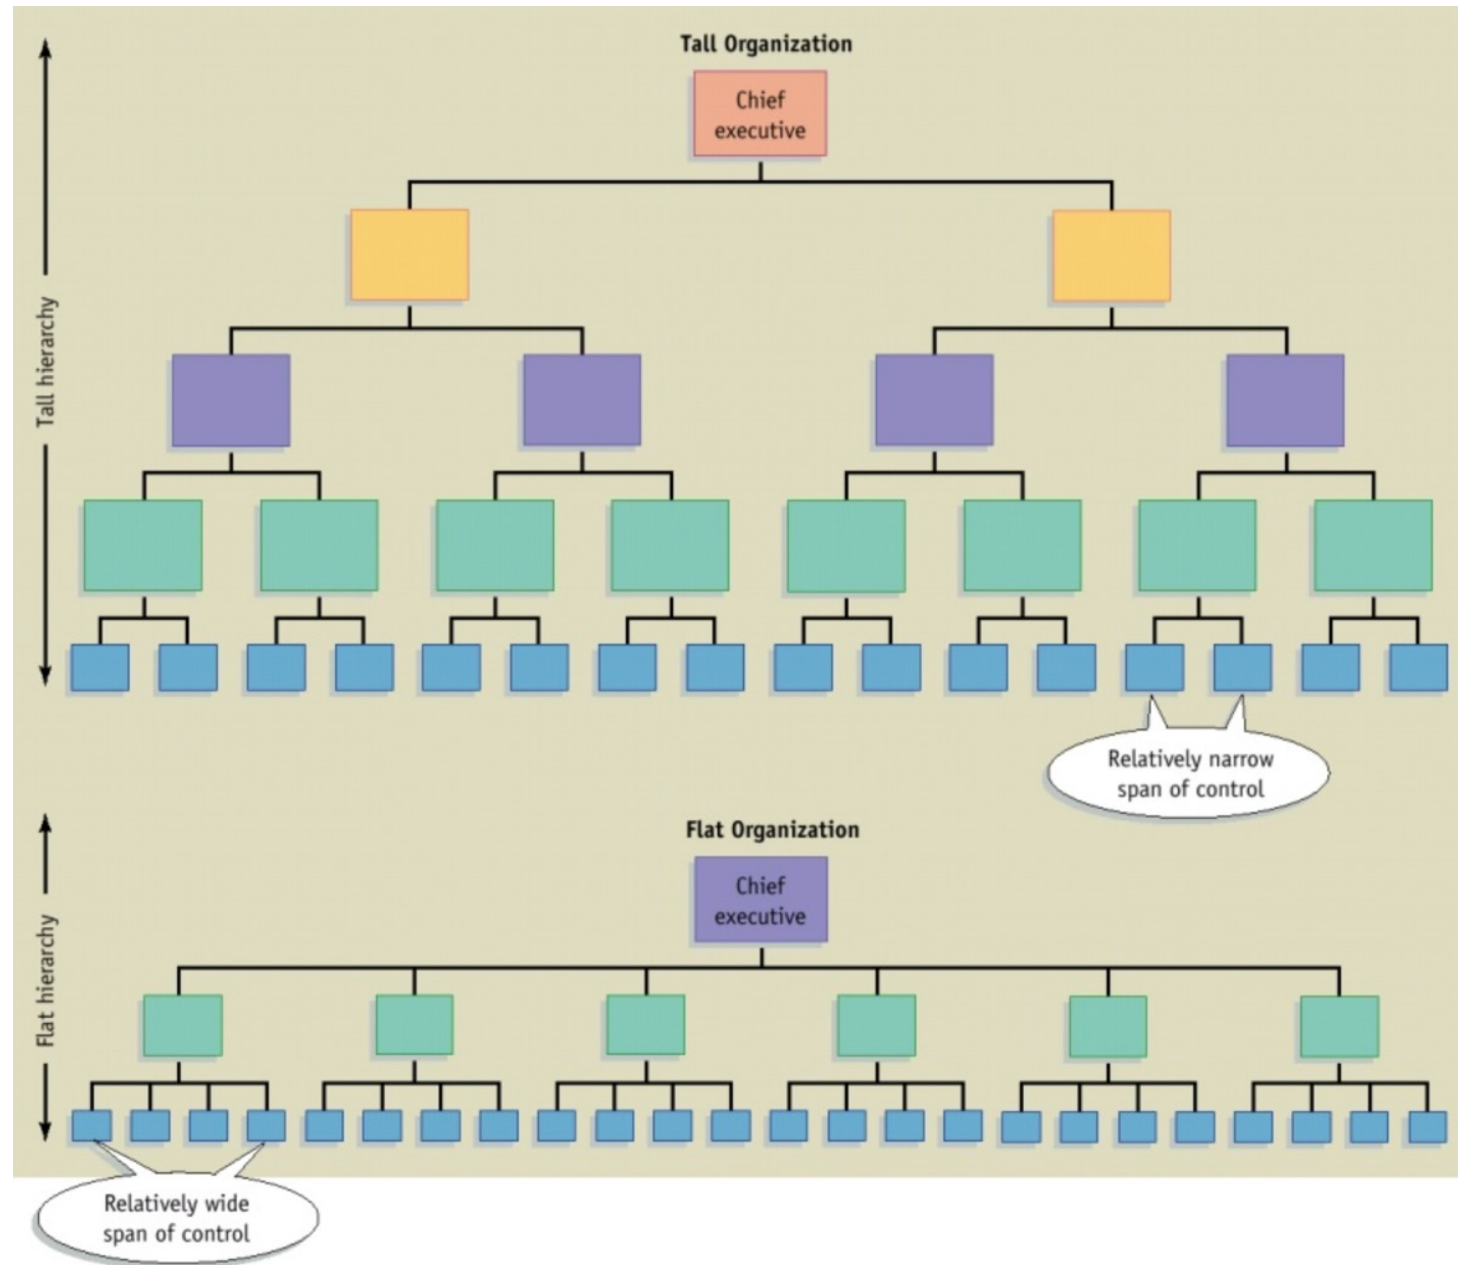 Tall Organization
Chief
executive
Tall hierarchy
Relatively narrow
span of control
Flat Organization
Chief
executive
Flat hierarchy
Relatively wide
span of control